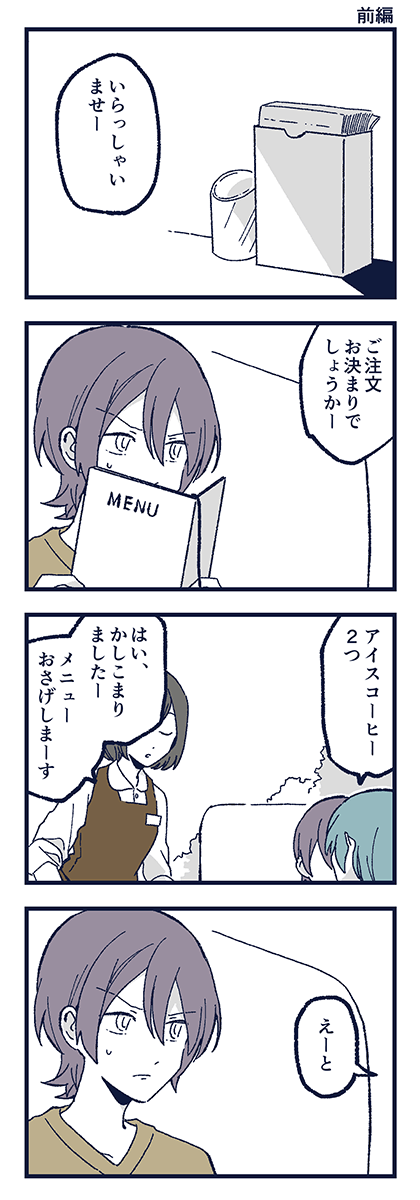 前編
いらっしゃい
ませー
ご注文
お決まりで
しょうかー
MENU
アイスコーヒー
2つ
はい、
かしこまり
ましたー
メニュー
おさげしまーす
えーと